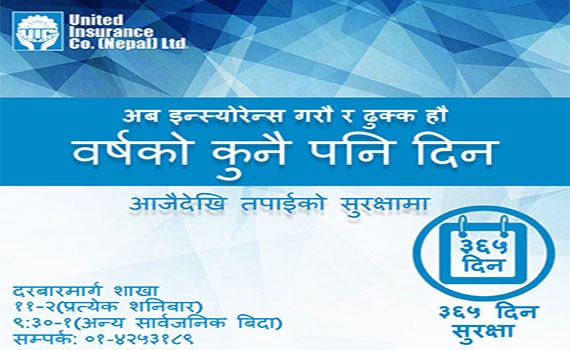 UIC
United
Insurance
Co. (Nepal) Ltd.
अब इन्स्योरेन्स गरौ र ढुक्क हौ
वर्षको कुनै पनि दिन
आजैदेखि तपाईको सुरक्षामा
३६५
दिन
३६५ दिन
सुरक्षा
दरबारमार्ग शाखा
११-२(प्रत्येक शनिबार)
९:३०-१(अन्य सार्वजनिक बिदा)
सम्पर्क: ०१-४२५३१८९